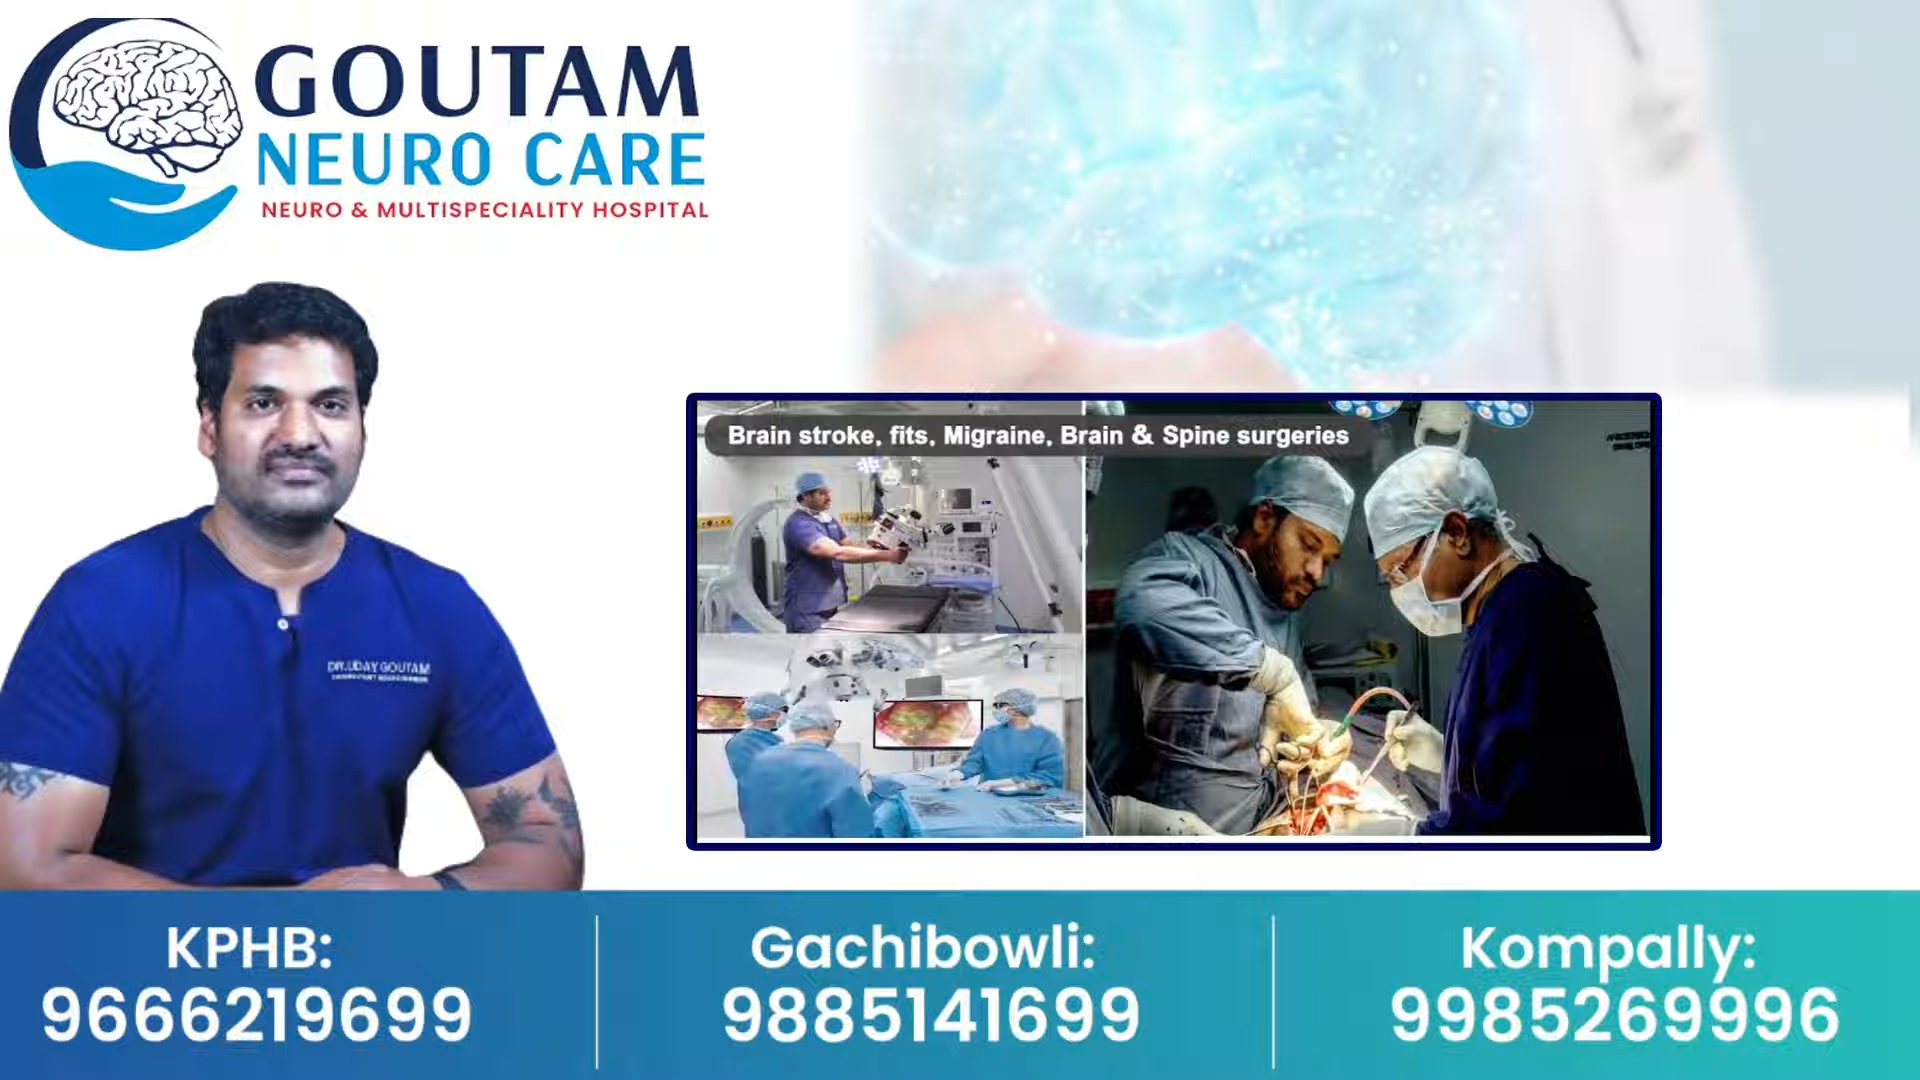 GOUTAM
NEURO CARE
NEURO & MULTISPECIALITY HOSPITAL
Brain stroke, fits, Migraine, Brain & Spine surgeries
DR.UDAY GOUTAM
KPHB:
9666219699
Gachibowli:
9885141699
Kompally:
9985269996